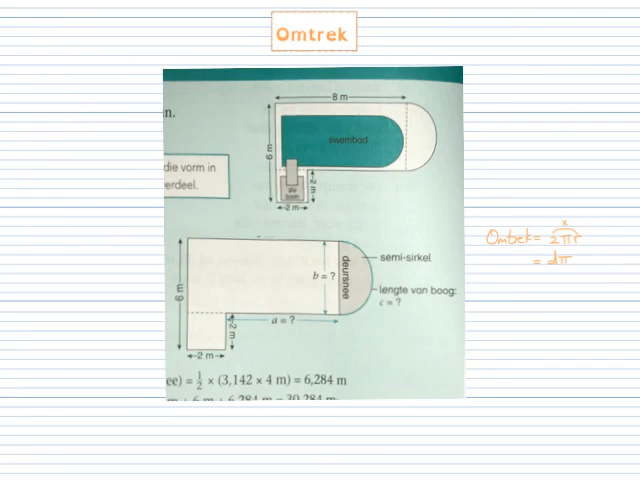 Omtrek
8 m
n.
swembad
6 m
die vorm in
erdeel.
2 m
2 m
Omtrek = 2πr
x
= dπ
semi-sirkel
b = ?
deursnee
6 m
lengte van boog:
c = ?
a = ?
2 m
2 m
ee) = 1/2 × (3,142 × 4 m) = 6,284 m